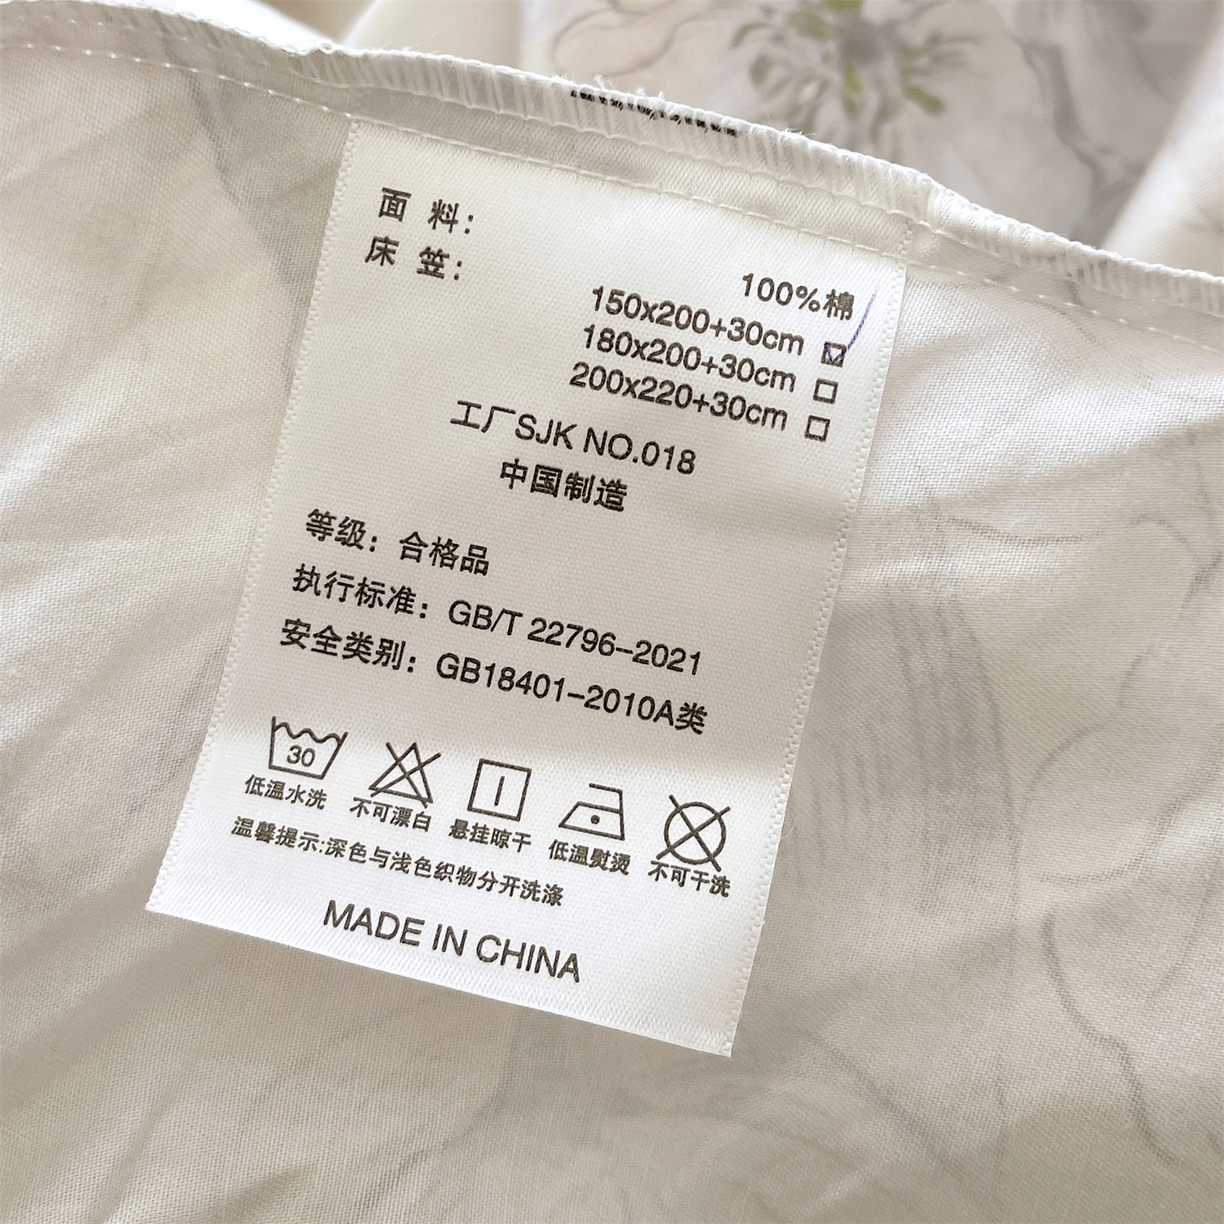 面 料：
100%棉
床 笠：
150x200+30cm ☑
180x200+30cm □
200x220+30cm □
工厂SJK NO.018
中国制造
等级：合格品
执行标准：GB/T 22796-2021
安全类别：GB18401-2010A类
30
低温水洗 不可漂白 悬挂晾干 低温熨烫 不可干洗
温馨提示:深色与浅色织物分开洗涤
MADE IN CHINA